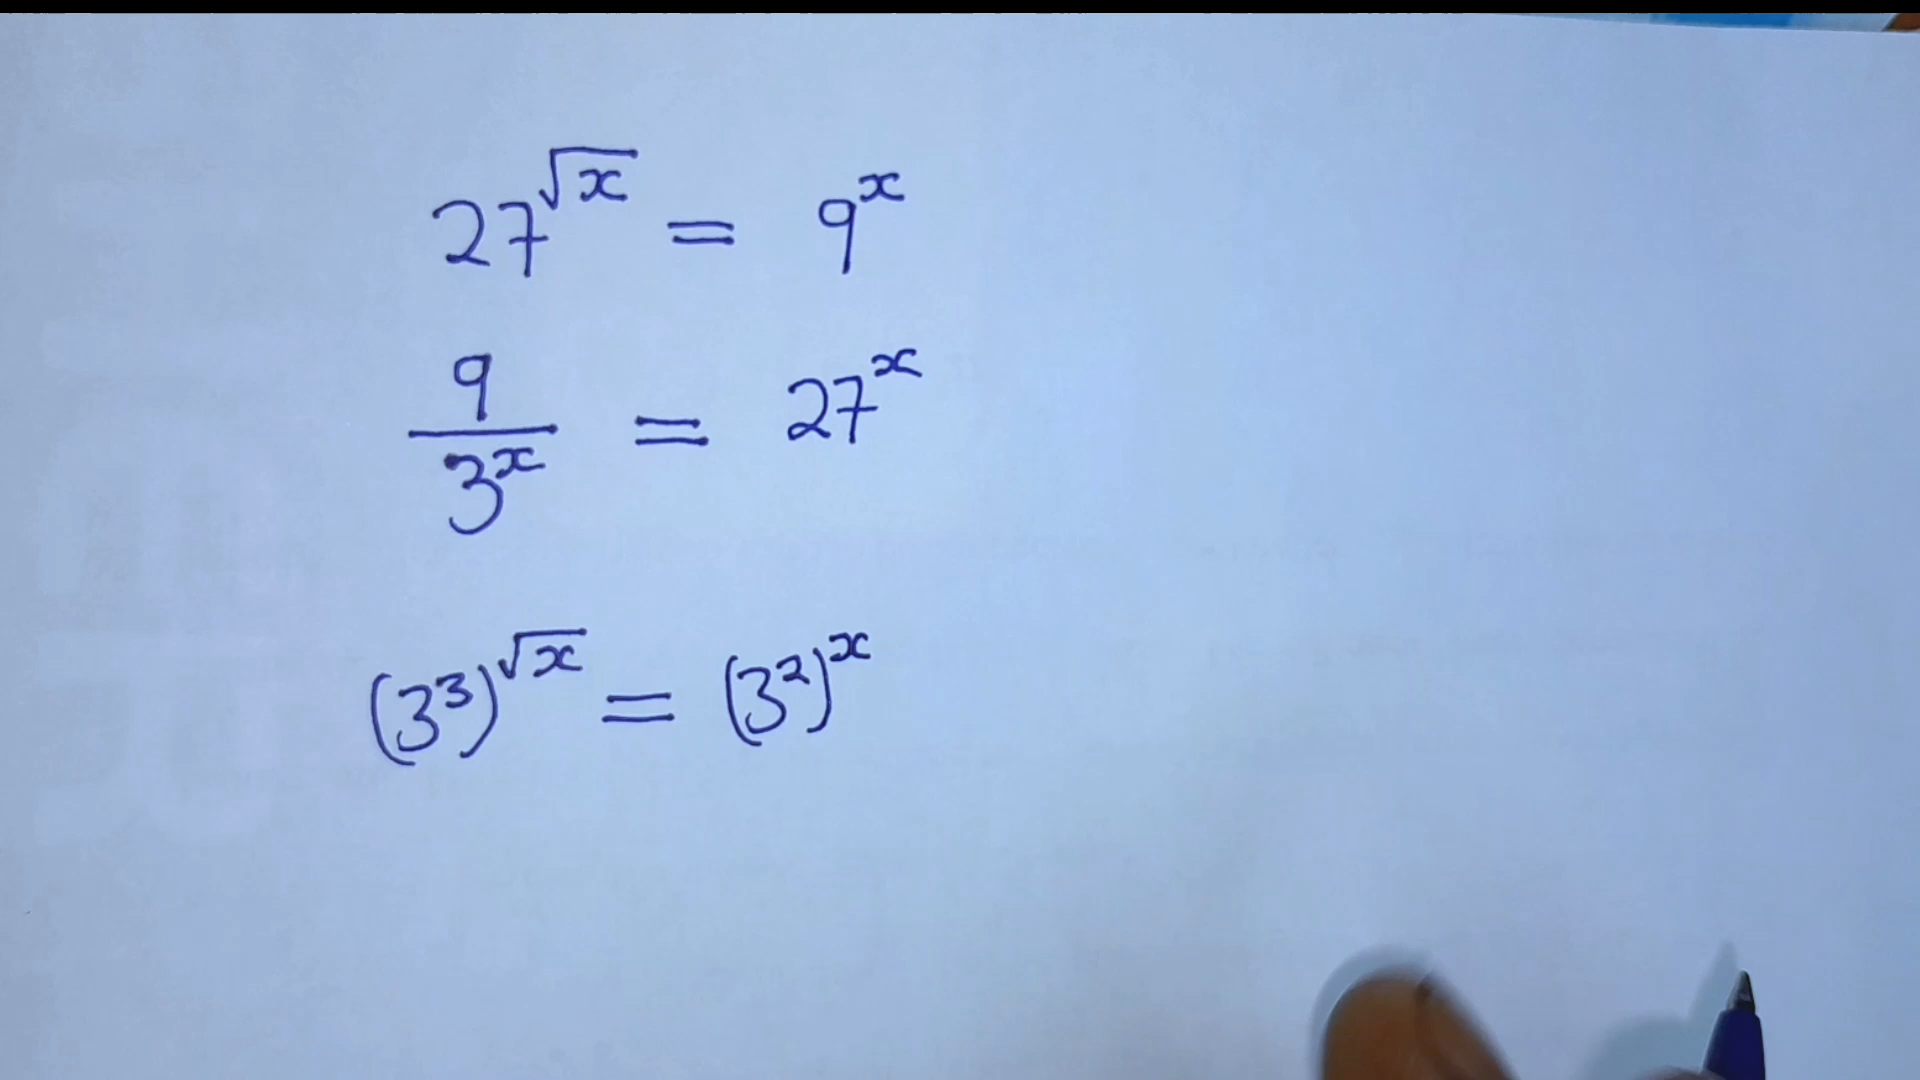 27^√x = 9^x
9/3^x = 27^x
(3^3)^√x = (3^2)^x